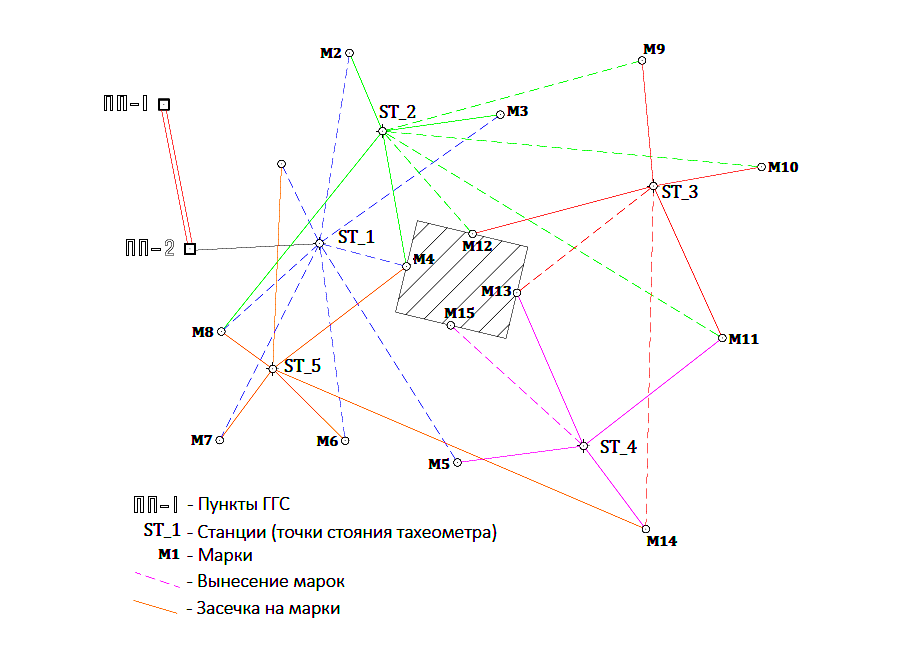 M2
M9
ПП-1
ST_2
M3
M10
ST_3
ST_1
ПП-2
M12
M4
M13
M15
M8
M11
ST_5
M7
M6
M5
ST_4
M14
ПП-1 - Пункты ГГС
ST_1 - Станции (точки стояния тахеометра)
M1 - Марки
- Вынесение марок
- Засечка на марки